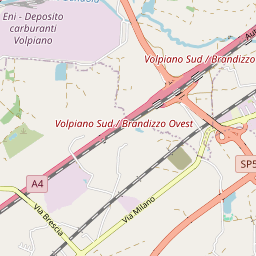 Eni - Deposito
carburanti
Volpiano
Volpiano Sud / Brandizzo
Volpiano Sud / Brandizzo Ovest
SP5
A4
Via Brescia
Via Milano